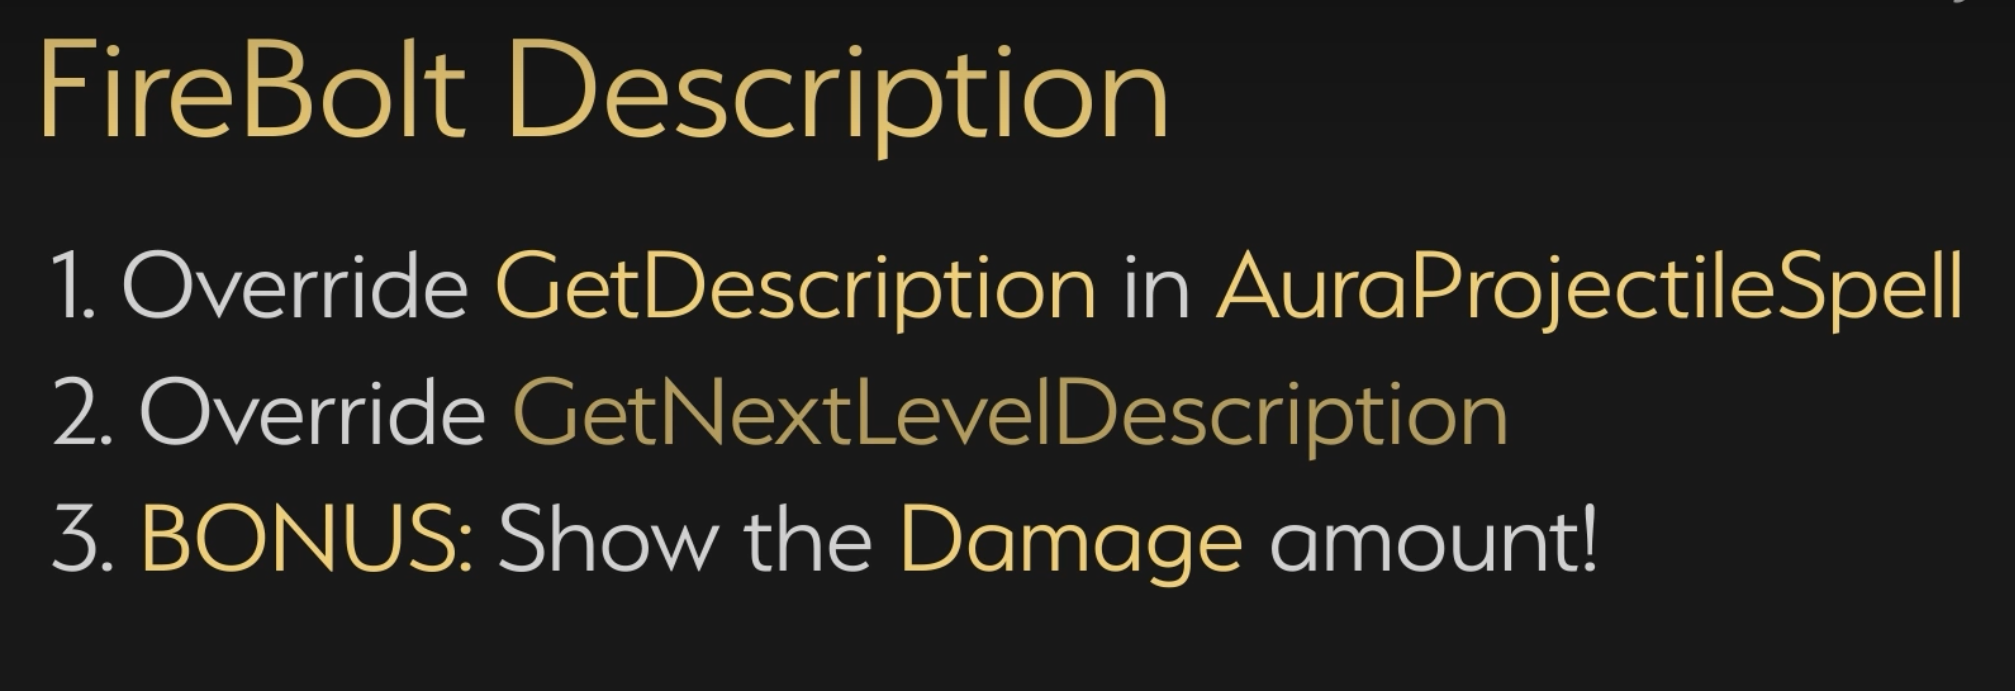 FireBolt Description
1. Override GetDescription in AuraProjectileSpell
2. Override GetNextLevelDescription
3. BONUS: Show the Damage amount!